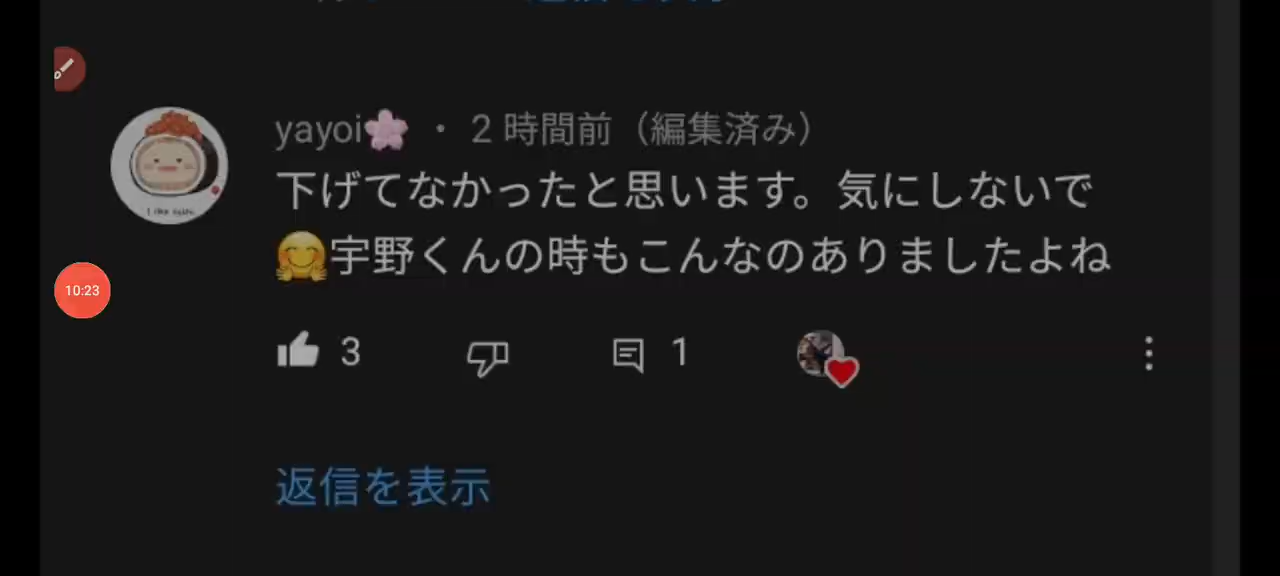 yayoi🌸 ・ 2 時間前（編集済み）
下げてなかったと思います。気にしないで
🤗宇野くんの時もこんなのありましたよね
10:23
3
1
返信を表示